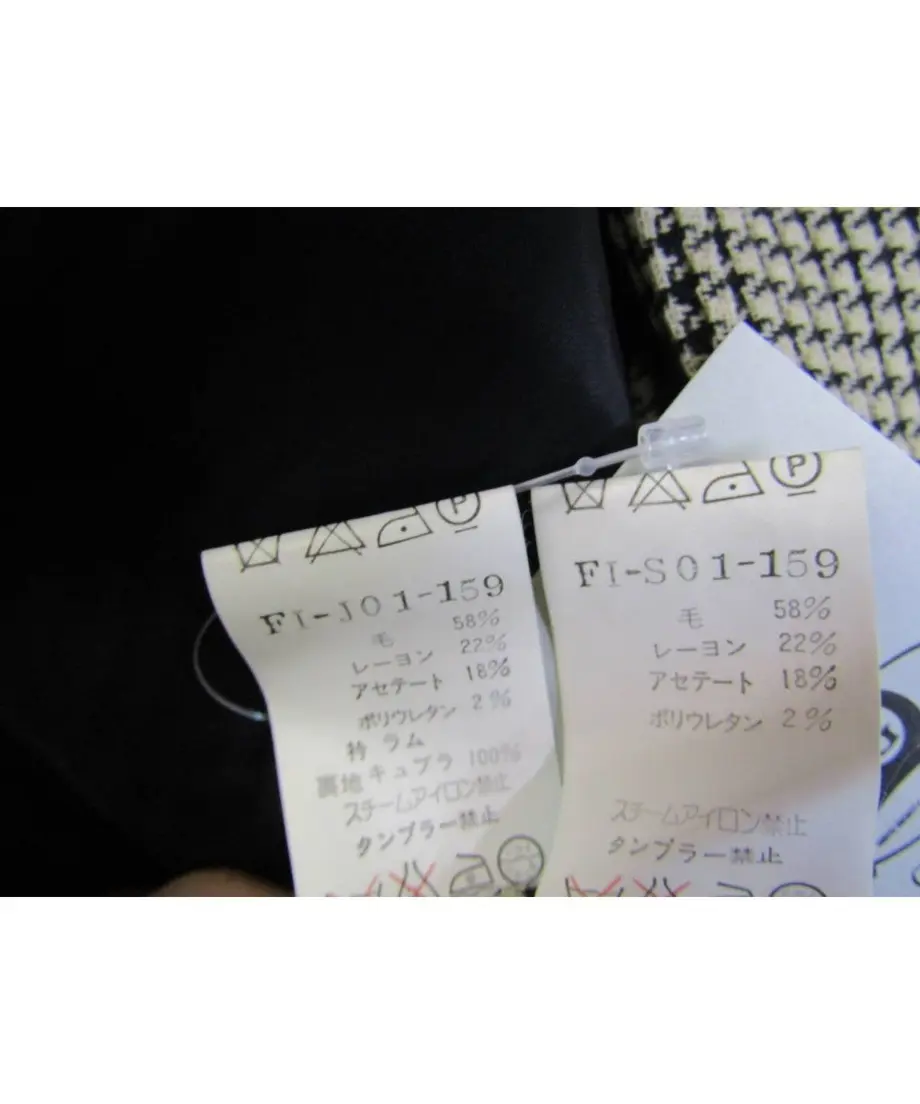 FI-J01-159
毛 58%
レーヨン 22%
アセテート 18%
ポリウレタン 2%
衿 ラム
裏地 キュプラ 100%
スチームアイロン禁止
タンブラー禁止
P
FI-S01-159
毛 58%
レーヨン 22%
アセテート 18%
ポリウレタン 2%
スチームアイロン禁止
タンブラー禁止